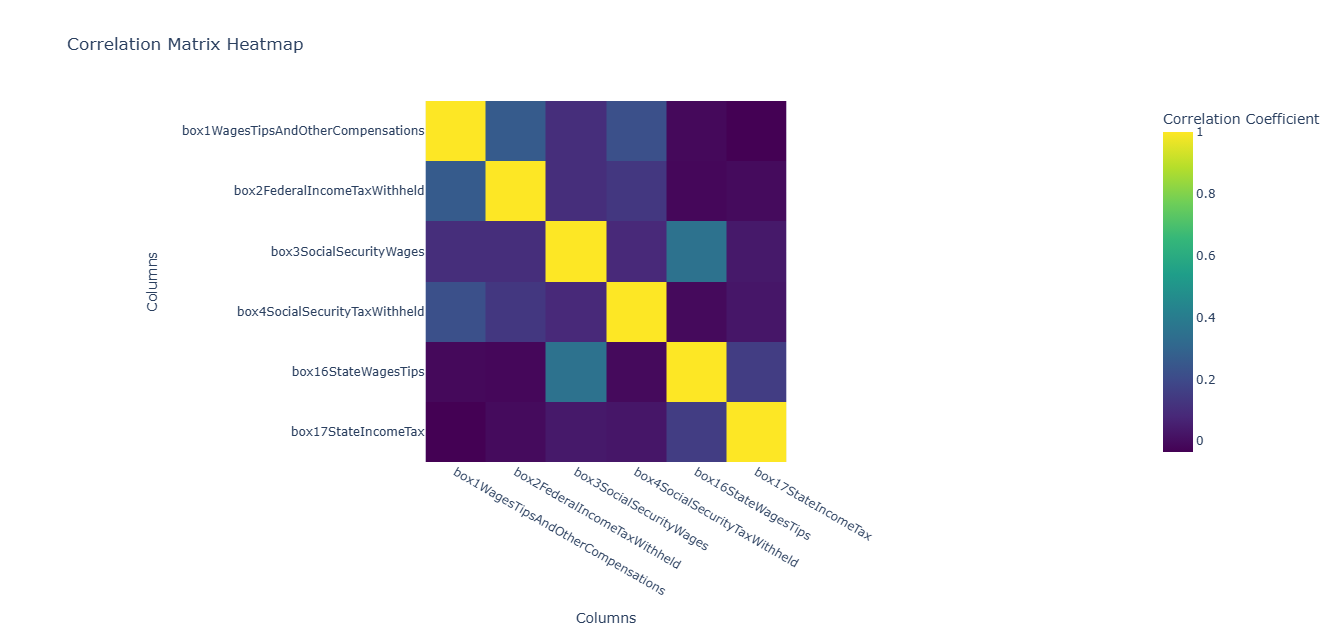 Correlation Matrix Heatmap
Correlation Coefficient
1
0.8
0.6
0.4
0.2
0
Columns
box1WagesTipsAndOtherCompensations
box2FederalIncomeTaxWithheld
box3SocialSecurityWages
box4SocialSecurityTaxWithheld
box16StateWagesTips
box17StateIncomeTax
box1WagesTipsAndOtherCompensations
box2FederalIncomeTaxWithheld
box3SocialSecurityWages
box4SocialSecurityTaxWithheld
box16StateWagesTips
box17StateIncomeTax
Columns